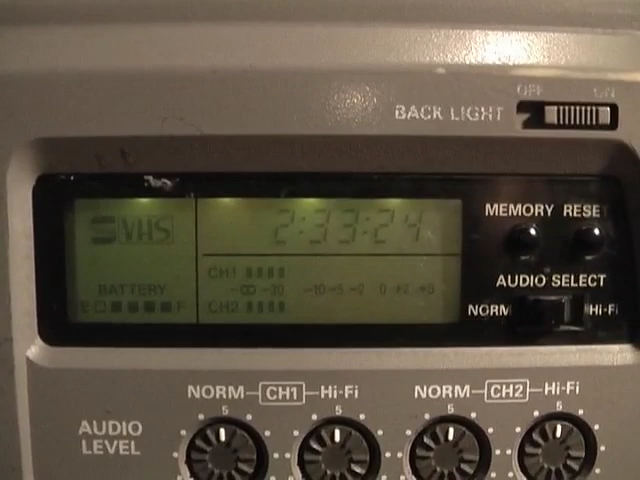 OFF ON
BACK LIGHT
S VHS
2:33:24
MEMORY RESET
CH1
-∞ -30 -10 -5 -2 0 +2 +8
CH2
BATTERY
E F
AUDIO SELECT
NORM Hi-Fi
NORM CH1 Hi-Fi
NORM CH2 Hi-Fi
5 5 5 5
AUDIO
LEVEL